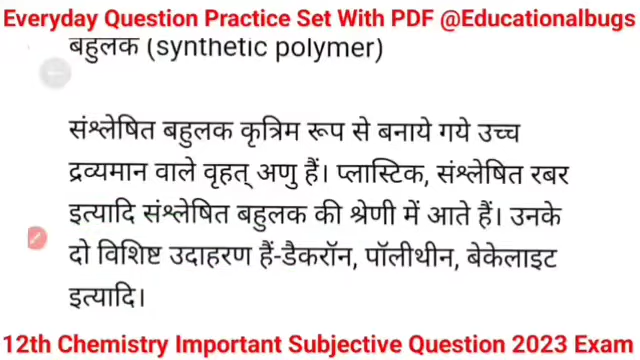 Everyday Question Practice Set With PDF @Educationalbugs
बहुलक (synthetic polymer)
संश्लेषित बहुलक कृत्रिम रूप से बनाये गये उच्च
द्रव्यमान वाले वृहत् अणु हैं। प्लास्टिक, संश्लेषित रबर
इत्यादि संश्लेषित बहुलक की श्रेणी में आते हैं। उनके
दो विशिष्ट उदाहरण हैं-डैकरॉन, पॉलीथीन, बेकेलाइट
इत्यादि।
12th Chemistry Important Subjective Question 2023 Exam